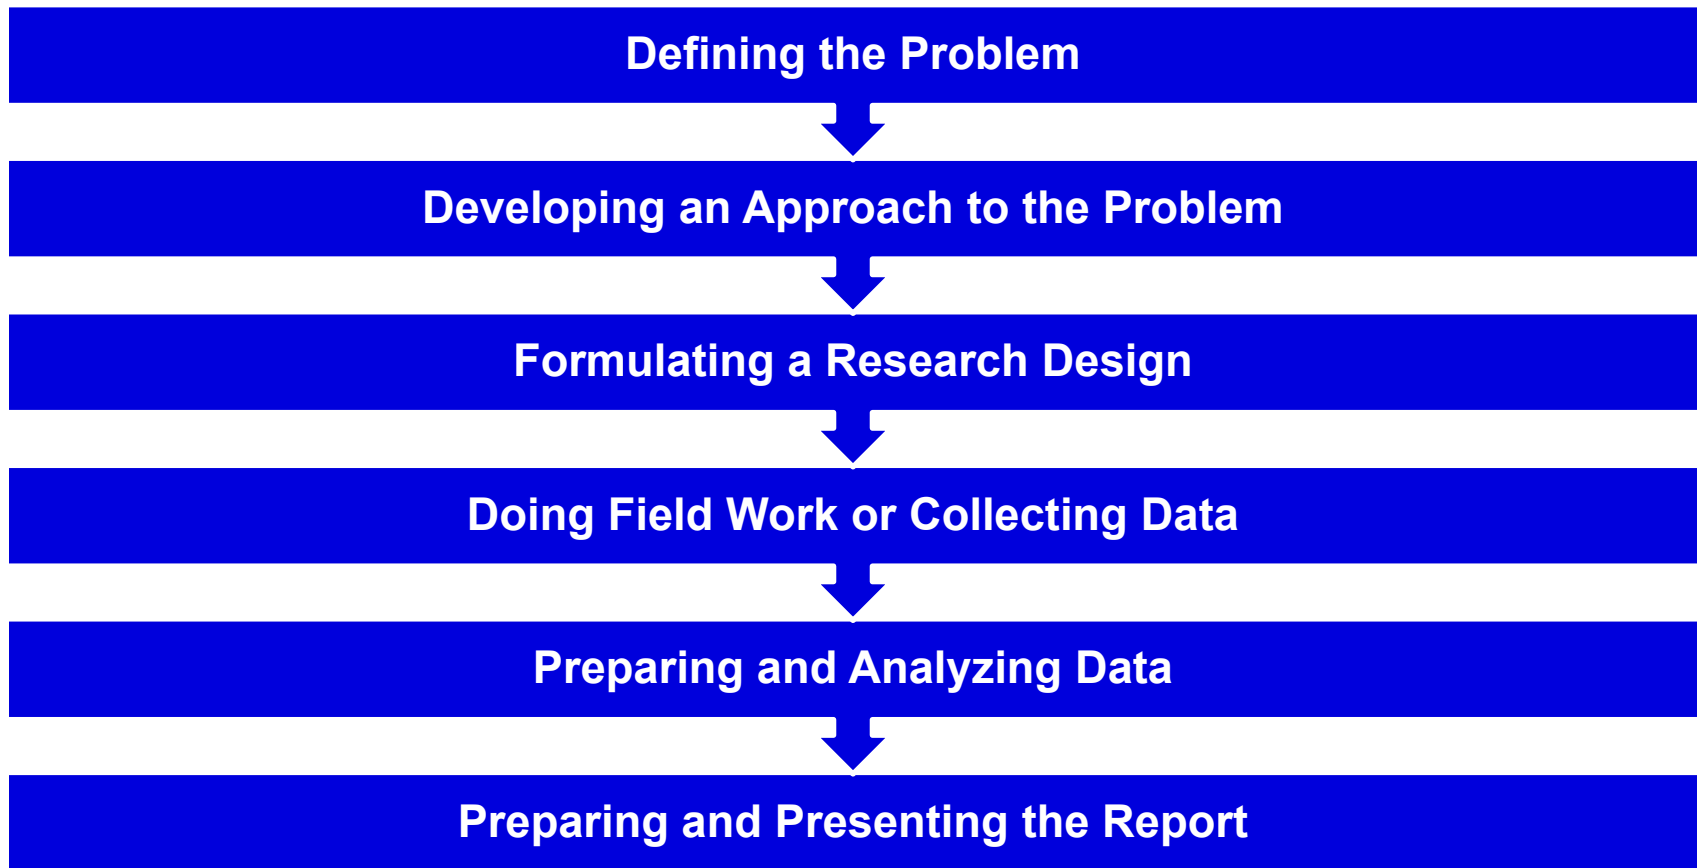 Defining the Problem
Developing an Approach to the Problem
Formulating a Research Design
Doing Field Work or Collecting Data
Preparing and Analyzing Data
Preparing and Presenting the Report